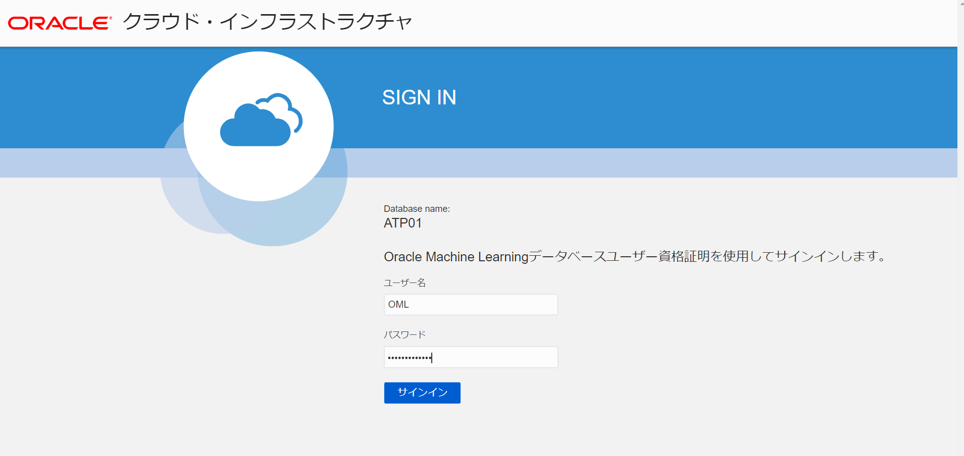 ORACLE® クラウド・インフラストラクチャ
SIGN IN
Database name:
ATP01
Oracle Machine Learningデータベースユーザー資格証明を使用してサインインします。
ユーザー名
OML
パスワード
•••••••••••••
サインイン